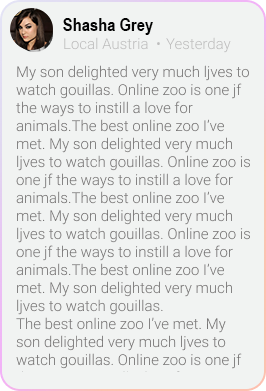 Shasha Grey
Local Austria • Yesterday
My son delighted very much ljves to
watch gouillas. Online zoo is one jf
the ways to instill a love for
animals.The best online zoo I've
met. My son delighted very much
ljves to watch gouillas. Online zoo is
one jf the ways to instill a love for
animals.The best online zoo I've
met. My son delighted very much
ljves to watch gouillas. Online zoo is
one jf the ways to instill a love for
animals.The best online zoo I've
met. My son delighted very much
ljves to watch gouillas.
The best online zoo I've met. My son
delighted very much ljves to
watch gouillas. Online zoo is one jf